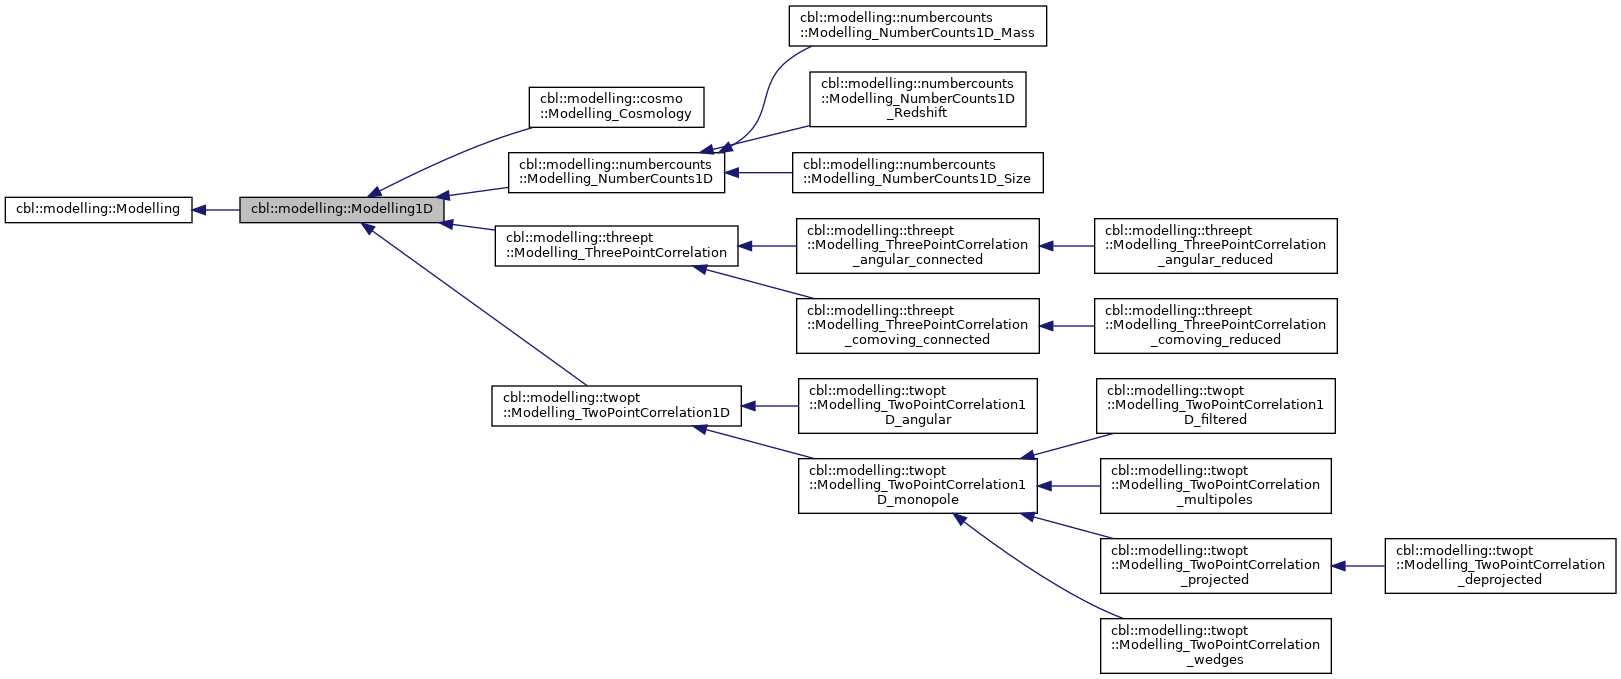 cbl::modelling::Modelling
cbl::modelling::Modelling1D
cbl::modelling::cosmo
::Modelling_Cosmology
cbl::modelling::numbercounts
::Modelling_NumberCounts1D
cbl::modelling::threept
::Modelling_ThreePointCorrelation
cbl::modelling::twopt
::Modelling_TwoPointCorrelation1D
cbl::modelling::numbercounts
::Modelling_NumberCounts1D_Mass
cbl::modelling::numbercounts
::Modelling_NumberCounts1D
_Redshift
cbl::modelling::numbercounts
::Modelling_NumberCounts1D_Size
cbl::modelling::threept
::Modelling_ThreePointCorrelation
_angular_connected
cbl::modelling::threept
::Modelling_ThreePointCorrelation
_comoving_connected
cbl::modelling::twopt
::Modelling_TwoPointCorrelation1
D_angular
cbl::modelling::twopt
::Modelling_TwoPointCorrelation1
D_monopole
cbl::modelling::threept
::Modelling_ThreePointCorrelation
_angular_reduced
cbl::modelling::threept
::Modelling_ThreePointCorrelation
_comoving_reduced
cbl::modelling::twopt
::Modelling_TwoPointCorrelation1
D_filtered
cbl::modelling::twopt
::Modelling_TwoPointCorrelation
_multipoles
cbl::modelling::twopt
::Modelling_TwoPointCorrelation
_projected
cbl::modelling::twopt
::Modelling_TwoPointCorrelation
_wedges
cbl::modelling::twopt
::Modelling_TwoPointCorrelation
_deprojected